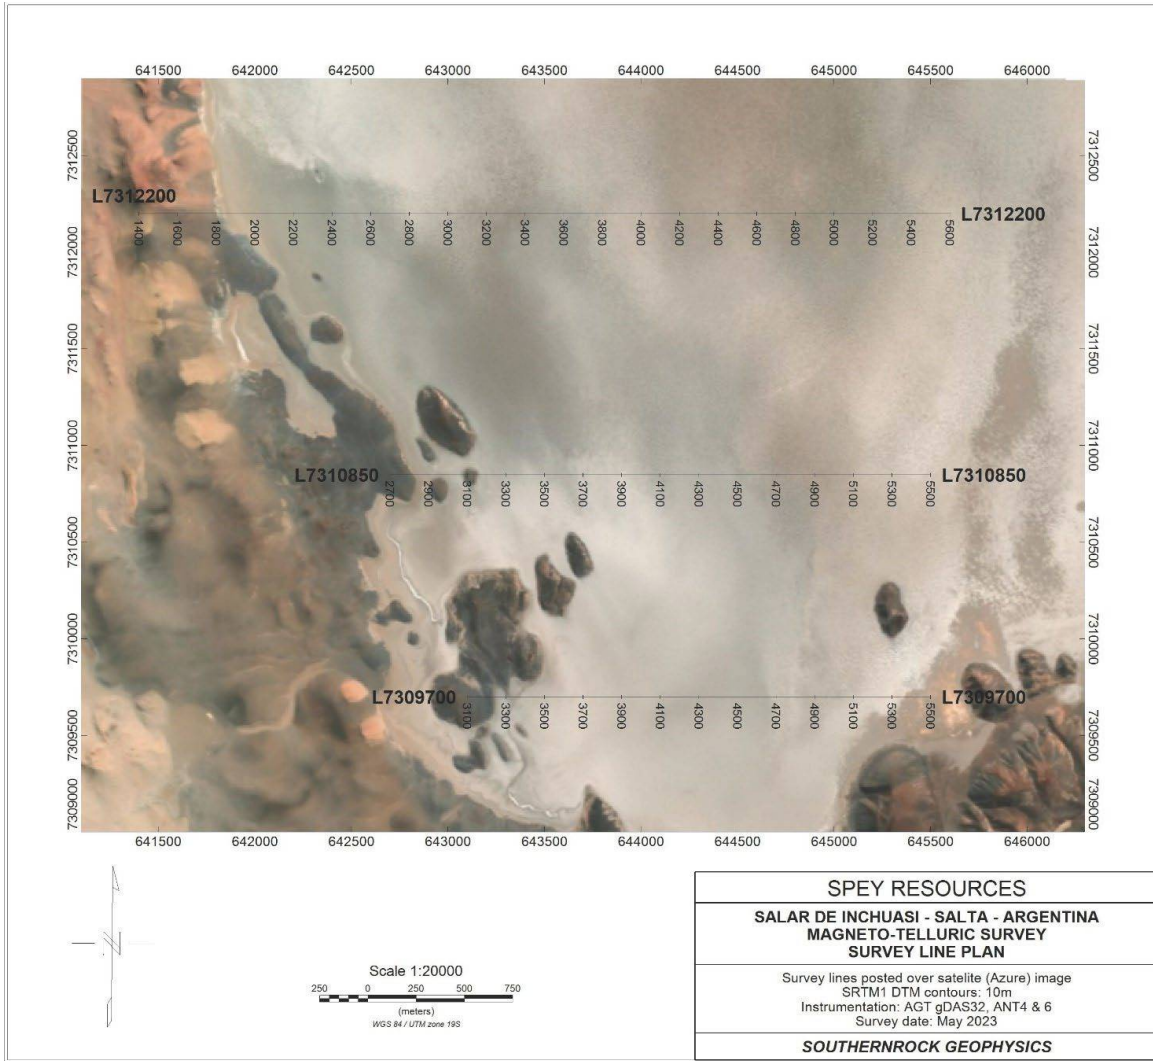 641500 642000 642500 643000 643500 644000 644500 645000 645500 646000
7312500 7312500
L7312200 L7312200
1400 1600 1800 2000 2200 2400 2600 2800 3000 3200 3400 3600 3800 4000 4200 4400 4600 4800 5000 5200 5400 5600
7312000 7312000
7311500 7311500
7311000 7311000
L7310850 L7310850
2700 2900 3100 3300 3500 3700 3900 4100 4300 4500 4700 4900 5100 5300 5500
7310500 7310500
7310000 7310000
L7309700 L7309700
3100 3300 3500 3700 3900 4100 4300 4500 4700 4900 5100 5300 5500
7309500 7309500
7309000 7309000
641500 642000 642500 643000 643500 644000 644500 645000 645500 646000
N
Scale 1:20000
250 0 250 500 750
(meters)
WGS 84 / UTM zone 19S
SPEY RESOURCES
SALAR DE INCHUASI - SALTA - ARGENTINA
MAGNETO-TELLURIC SURVEY
SURVEY LINE PLAN
Survey lines posted over satelite (Azure) image
SRTM1 DTM contours: 10m
Instrumentation: AGT gDAS32, ANT4 & 6
Survey date: May 2023
SOUTHERNROCK GEOPHYSICS